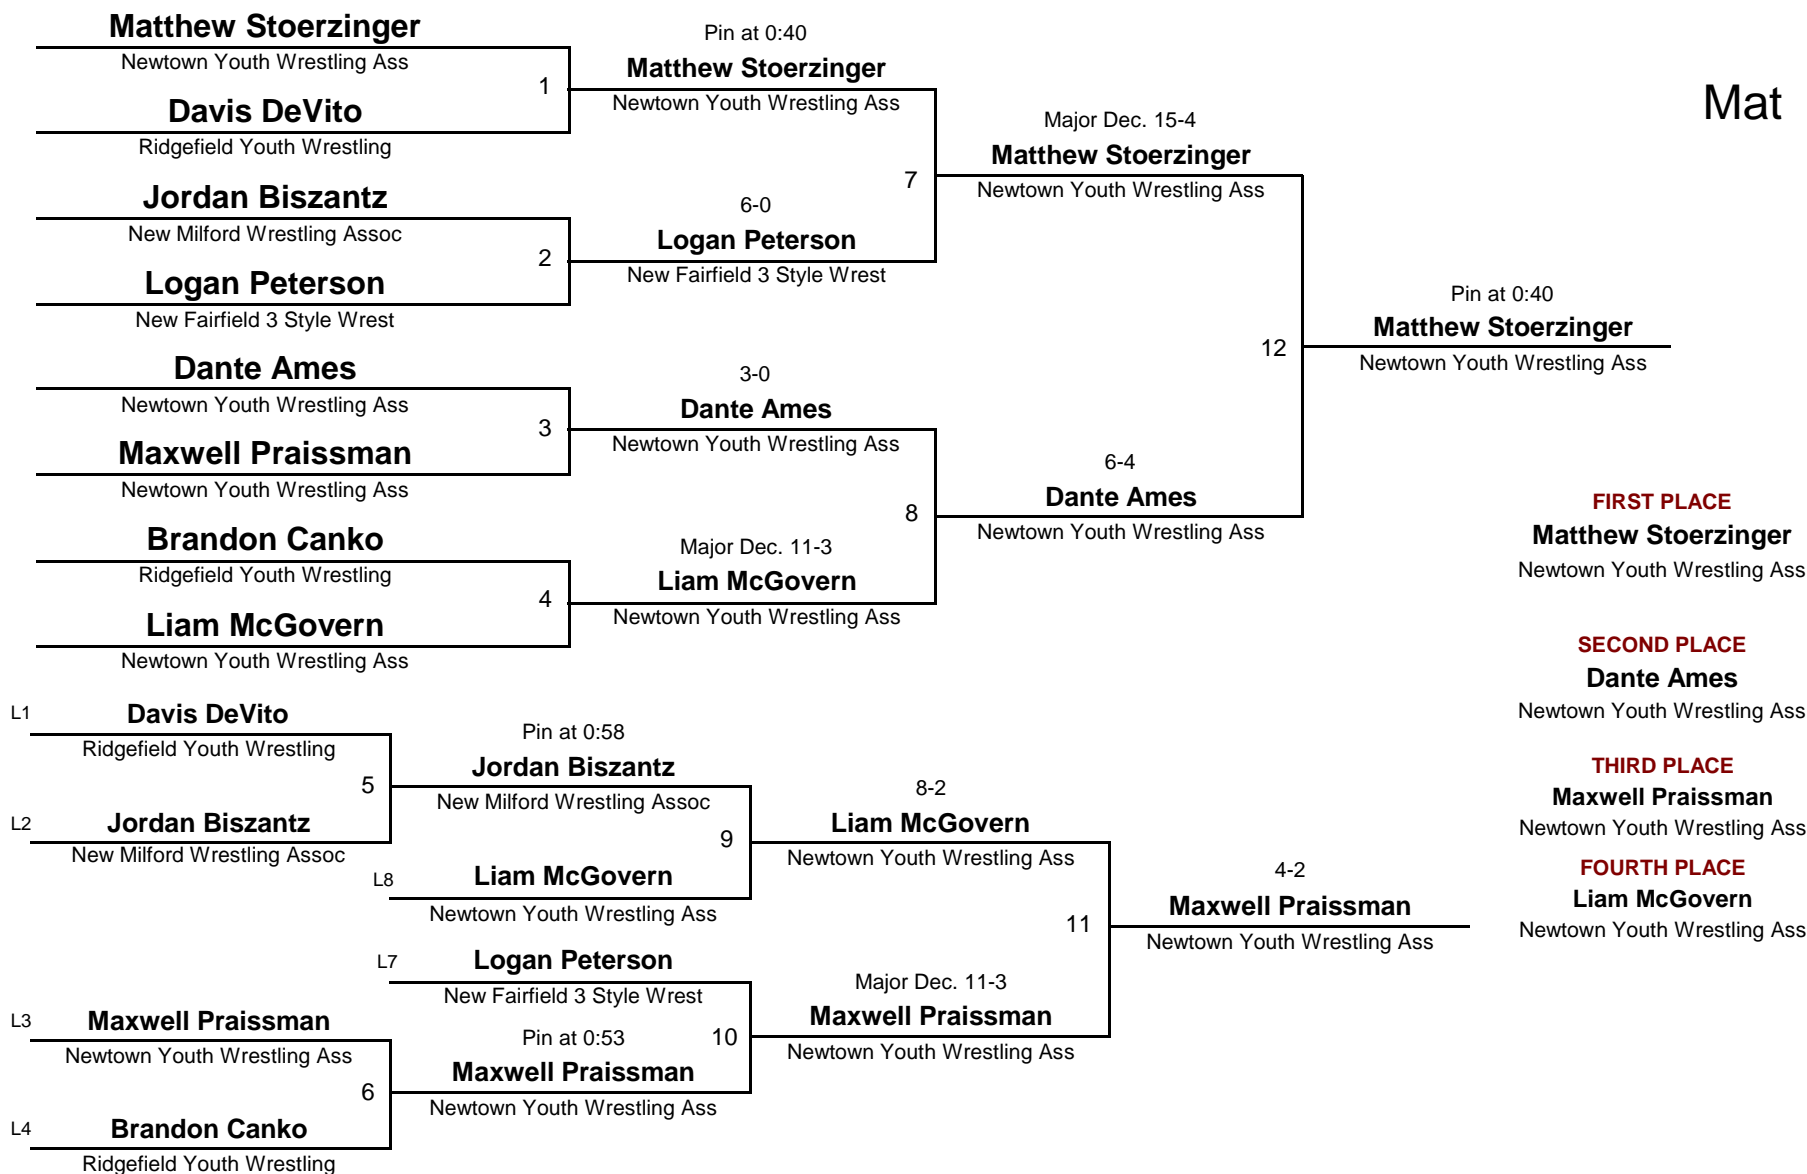 Matthew Stoerzinger
Newtown Youth Wrestling Ass
1
Davis DeVito
Ridgefield Youth Wrestling
Jordan Biszantz
New Milford Wrestling Assoc
2
Logan Peterson
New Fairfield 3 Style Wrest
Dante Ames
Newtown Youth Wrestling Ass
3
Maxwell Praissman
Newtown Youth Wrestling Ass
Brandon Canko
Ridgefield Youth Wrestling
4
Liam McGovern
Newtown Youth Wrestling Ass
Pin at 0:40
Matthew Stoerzinger
Newtown Youth Wrestling Ass
7
6-0
Logan Peterson
New Fairfield 3 Style Wrest
3-0
Dante Ames
Newtown Youth Wrestling Ass
8
Major Dec. 11-3
Liam McGovern
Newtown Youth Wrestling Ass
Major Dec. 15-4
Matthew Stoerzinger
Newtown Youth Wrestling Ass
12
6-4
Dante Ames
Newtown Youth Wrestling Ass
Pin at 0:40
Matthew Stoerzinger
Newtown Youth Wrestling Ass
Mat
FIRST PLACE
Matthew Stoerzinger
Newtown Youth Wrestling Ass
SECOND PLACE
Dante Ames
Newtown Youth Wrestling Ass
THIRD PLACE
Maxwell Praissman
Newtown Youth Wrestling Ass
FOURTH PLACE
Liam McGovern
Newtown Youth Wrestling Ass
L1 Davis DeVito
Ridgefield Youth Wrestling
5
L2 Jordan Biszantz
New Milford Wrestling Assoc
L3 Maxwell Praissman
Newtown Youth Wrestling Ass
6
L4 Brandon Canko
Ridgefield Youth Wrestling
Pin at 0:58
Jordan Biszantz
New Milford Wrestling Assoc
9
L8 Liam McGovern
Newtown Youth Wrestling Ass
L7 Logan Peterson
New Fairfield 3 Style Wrest
10
Pin at 0:53
Maxwell Praissman
Newtown Youth Wrestling Ass
8-2
Liam McGovern
Newtown Youth Wrestling Ass
11
Major Dec. 11-3
Maxwell Praissman
Newtown Youth Wrestling Ass
4-2
Maxwell Praissman
Newtown Youth Wrestling Ass